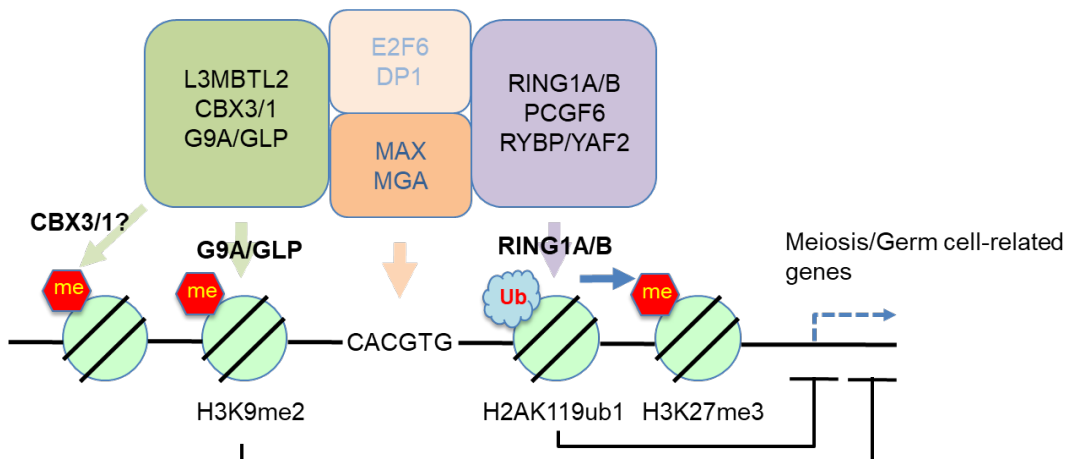 L3MBTL2
CBX3/1
G9A/GLP
E2F6
DP1
MAX
MGA
RING1A/B
PCGF6
RYBP/YAF2
CBX3/1?
G9A/GLP
RING1A/B
Meiosis/Germ cell-related
genes
me
me
Ub
me
CACGTG
H3K9me2
H2AK119ub1
H3K27me3